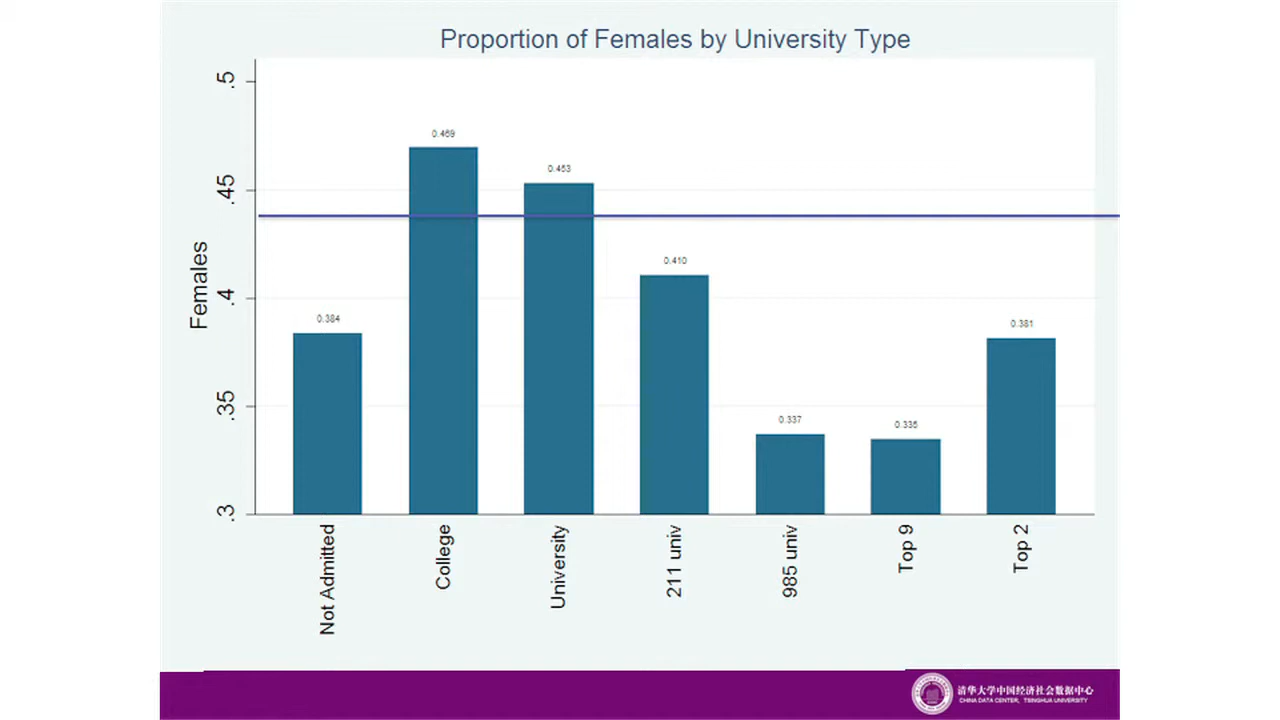 Proportion of Females by University Type
Females
.5
.45
.4
.35
.3
0.384
0.469
0.453
0.410
0.337
0.335
0.381
Not Admitted
College
University
211 univ
985 univ
Top 9
Top 2
清华大学中国经济社会数据中心
CHINA DATA CENTER, TSINGHUA UNIVERSITY